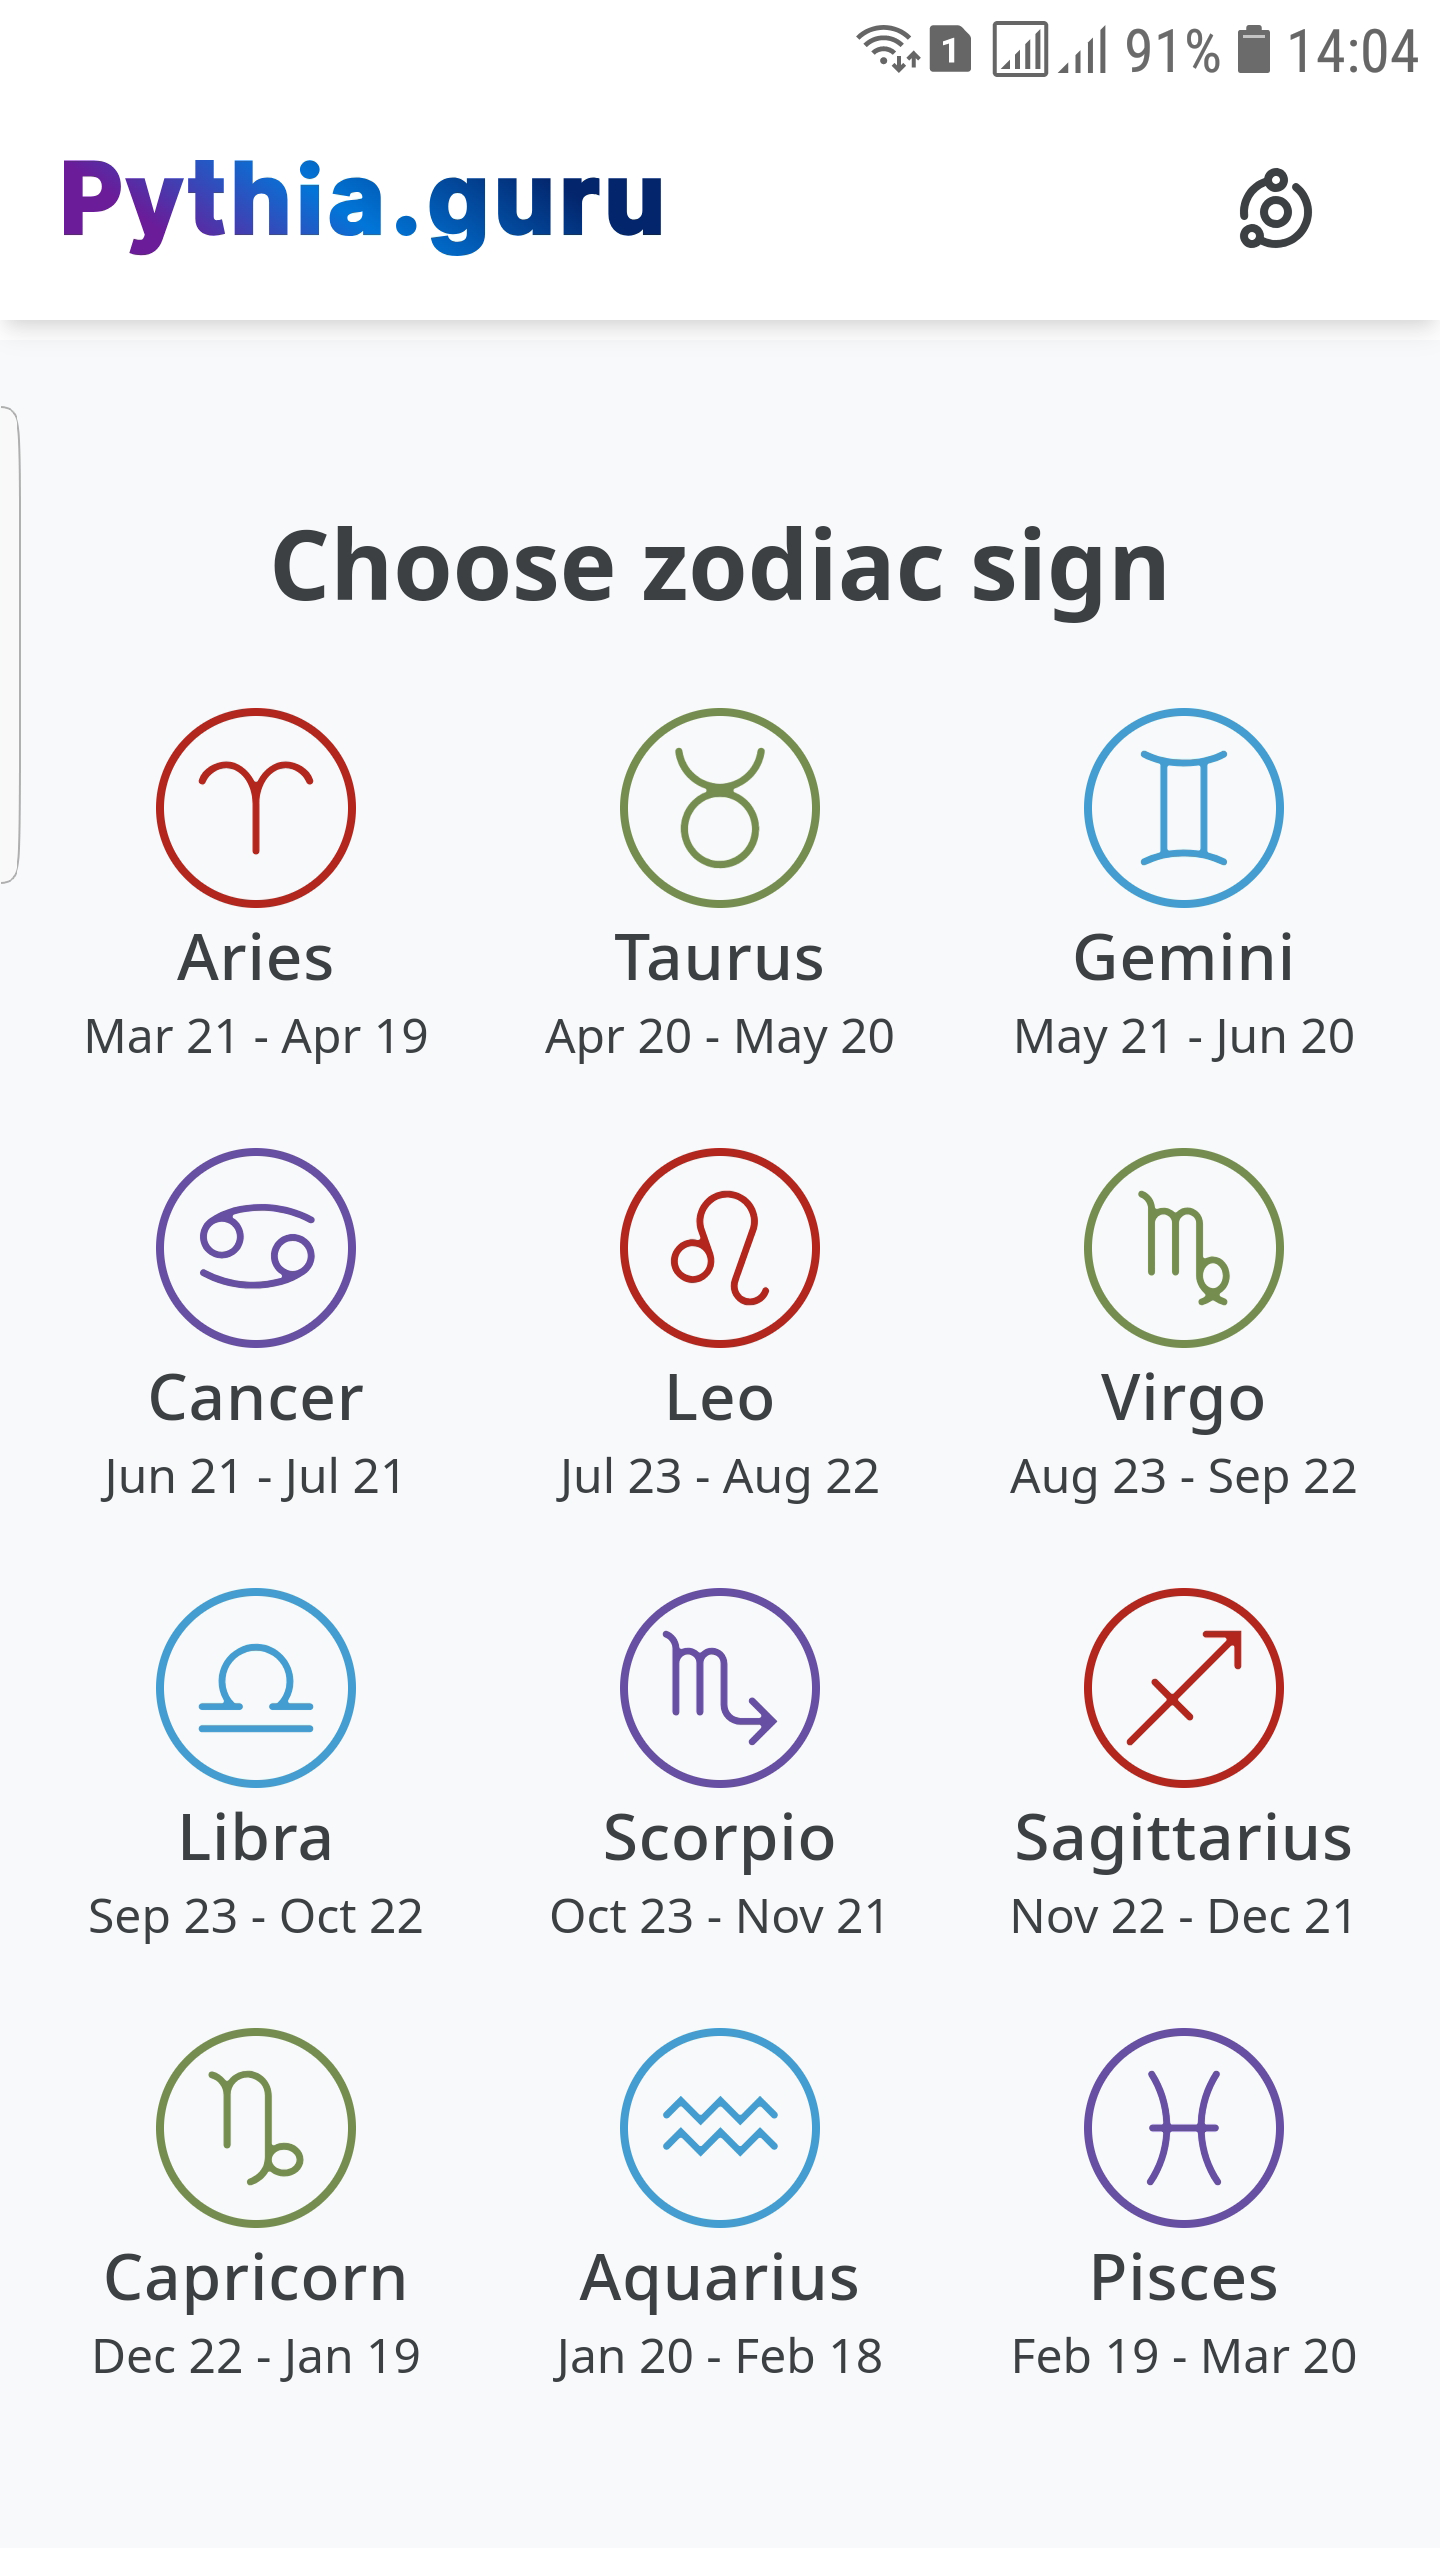 1 91% 14:04
Pythia.guru
Choose zodiac sign
Aries Taurus Gemini
Mar 21 - Apr 19 Apr 20 - May 20 May 21 - Jun 20
Cancer Leo Virgo
Jun 21 - Jul 21 Jul 23 - Aug 22 Aug 23 - Sep 22
Libra Scorpio Sagittarius
Sep 23 - Oct 22 Oct 23 - Nov 21 Nov 22 - Dec 21
Capricorn Aquarius Pisces
Dec 22 - Jan 19 Jan 20 - Feb 18 Feb 19 - Mar 20